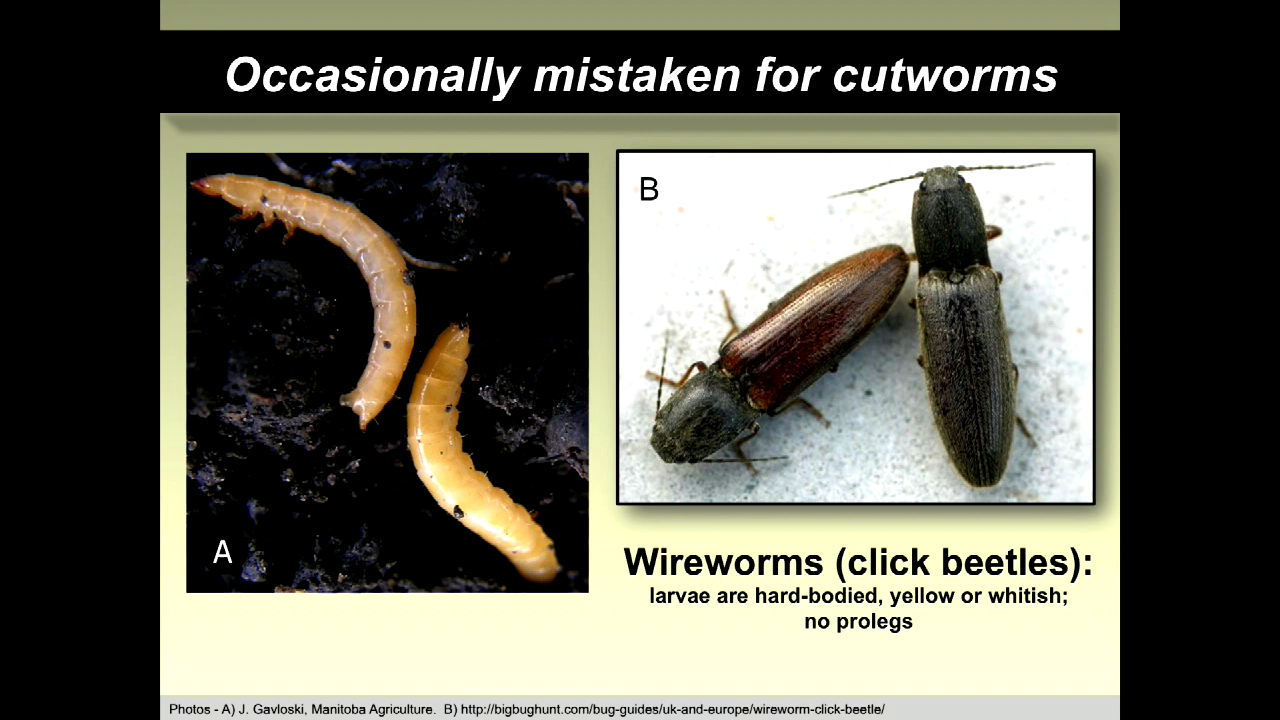 Occasionally mistaken for cutworms
A
B
Wireworms (click beetles):
larvae are hard-bodied, yellow or whitish;
no prolegs
Photos - A) J. Gavloski, Manitoba Agriculture.  B) http://bigbughunt.com/bug-guides/uk-and-europe/wireworm-click-beetle/